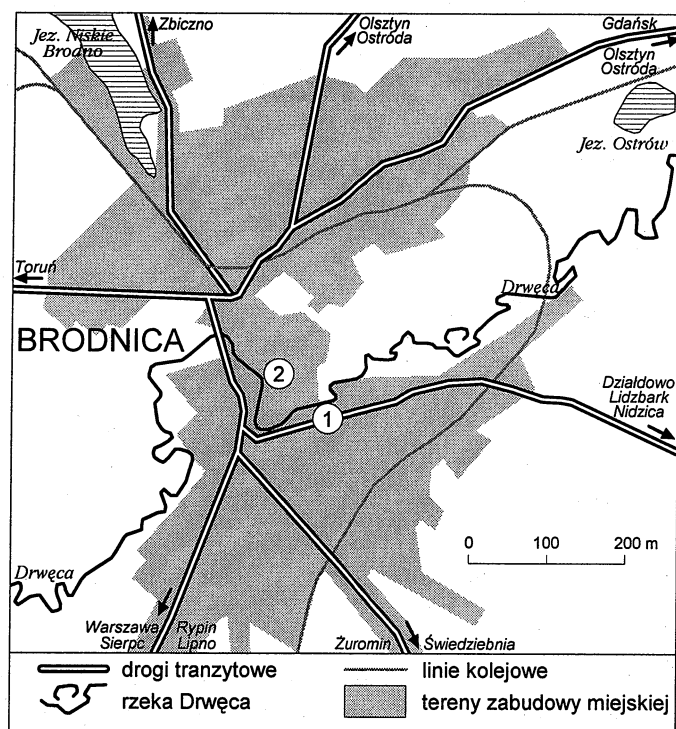 Zbiczno
Jez. Niskie
Brodno
Olsztyn
Ostróda
Gdańsk
Olsztyn
Ostróda
Jez. Ostrów
Toruń
Drwęca
BRODNICA
2
1
Działdowo
Lidzbark
Nidzica
0 100 200 m
Drwęca
Warszawa Rypin
Sierpc Lipno
Żuromin Świedziebnia
drogi tranzytowe
linie kolejowe
rzeka Drwęca
tereny zabudowy miejskiej